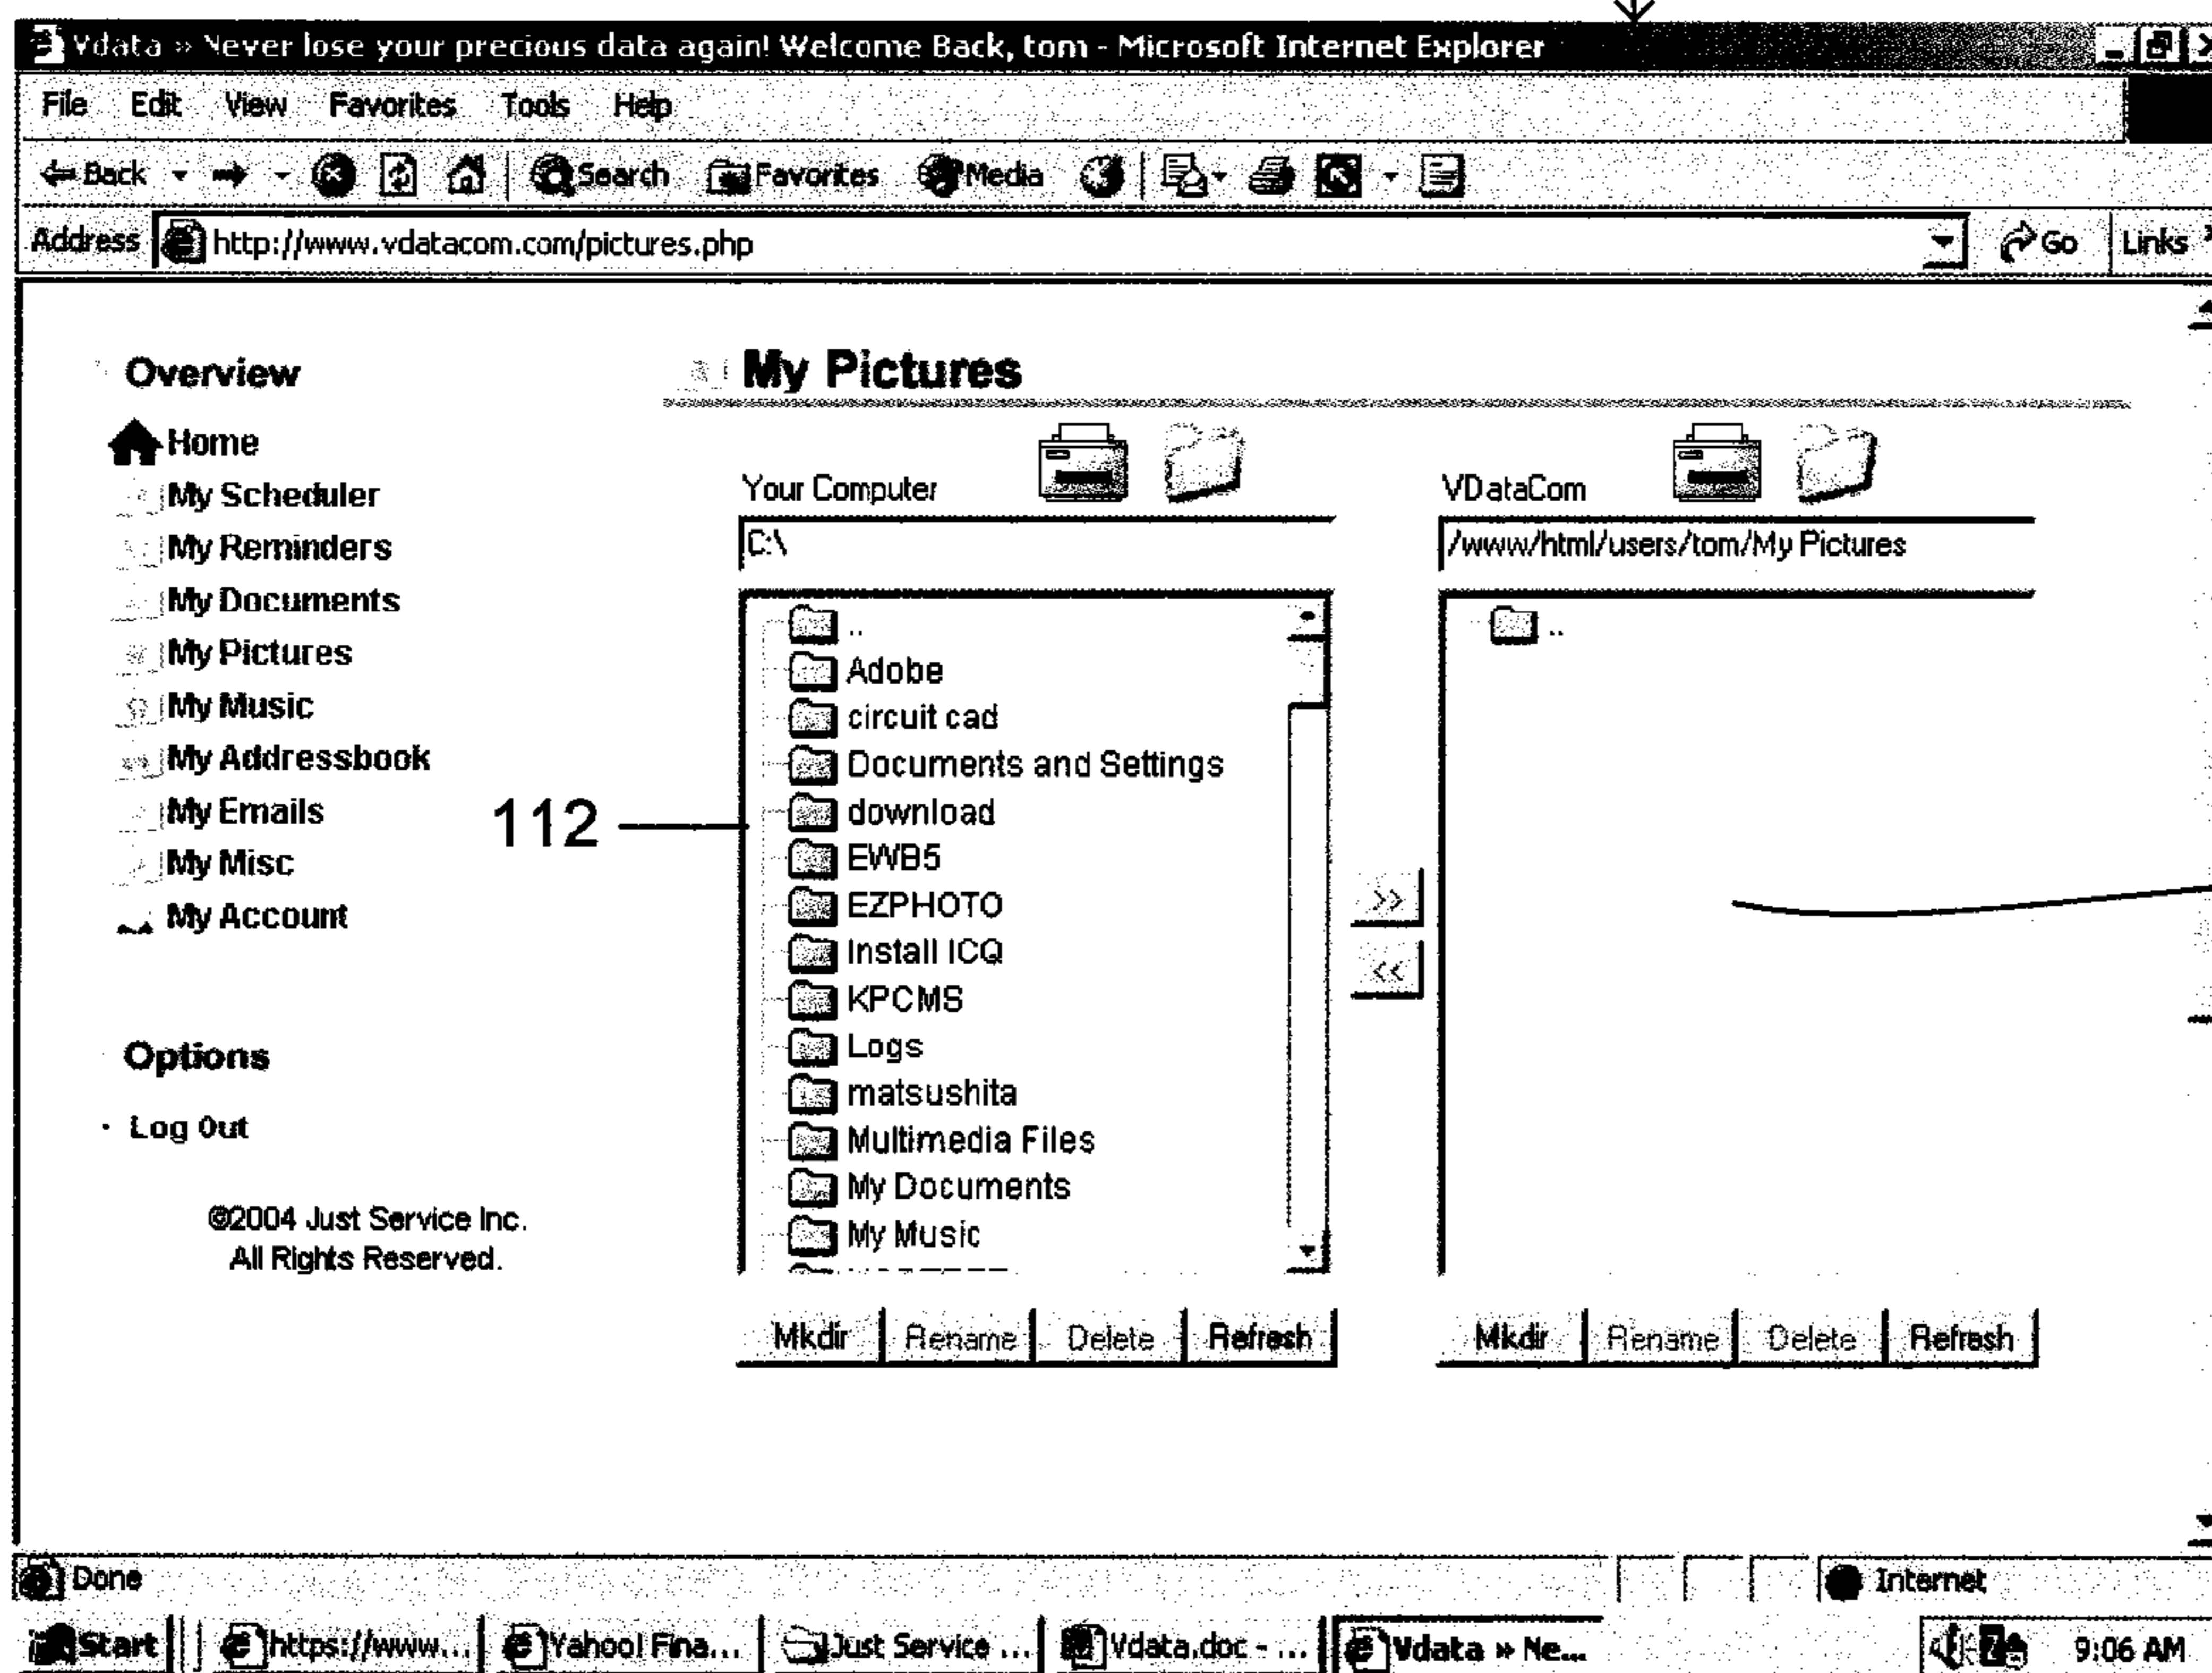 Vdata » Never lose your precious data again! Welcome Back, tom - Microsoft Internet Explorer
File Edit View Favorites Tools Help
Back Search Favorites Media
Address http://www.vdatacom.com/pictures.php Go Links
Overview
Home
My Scheduler
My Reminders
My Documents
My Pictures
My Music
My Addressbook
My Emails
My Misc
My Account
Options
Log Out
©2004 Just Service Inc.
All Rights Reserved.
112
My Pictures
Your Computer
C:\
..
Adobe
circuit cad
Documents and Settings
download
EWB5
EZPHOTO
Install ICQ
KPCMS
Logs
matsushita
Multimedia Files
My Documents
My Music
Mkdir Rename Delete Refresh
>>
<<
VDataCom
/www/html/users/tom/My Pictures
..
Mkdir Rename Delete Refresh
Done Internet
Start https://www... Yahoo! Fina... Just Service ... Vdata.doc - ... Vdata » Ne... 9:06 AM